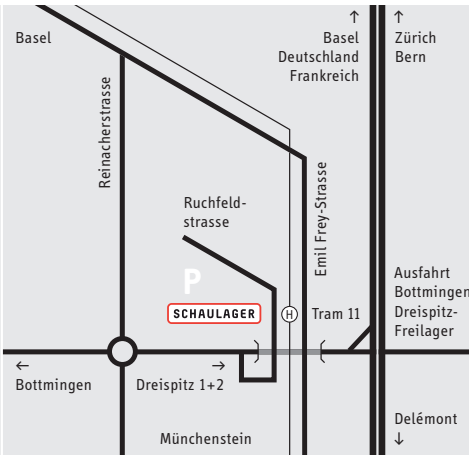 ↑
Basel
Deutschland
Frankreich
↑
Zürich
Bern
Basel
Reinacherstrasse
Emil Frey-Strasse
Ruchfeld-
strasse
P
SCHAULAGER
H
Tram 11
Ausfahrt
Bottmingen
Dreispitz-
Freilager
←
Bottmingen
→
Dreispitz 1+2
Münchenstein
Delémont
↓